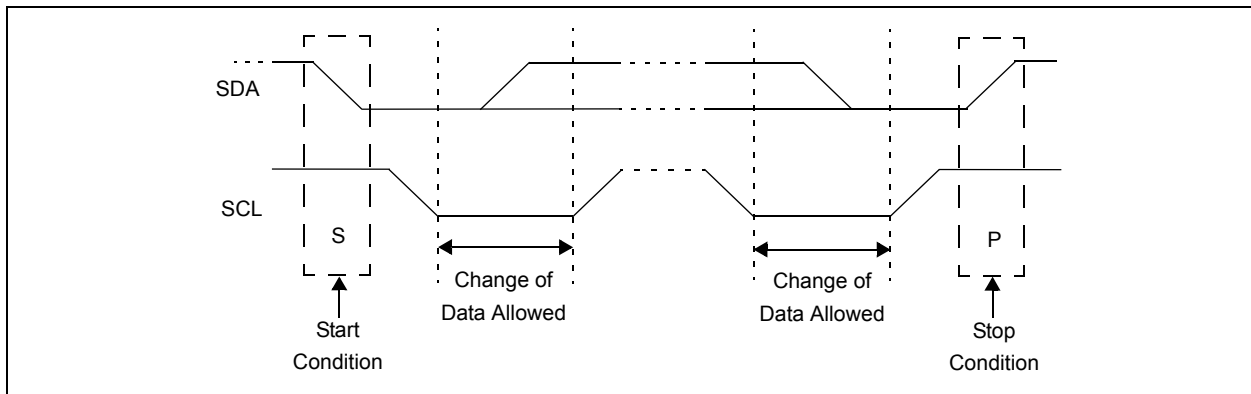 SDA
SCL
S
P
Change of
Data Allowed
Change of
Data Allowed
Start
Condition
Stop
Condition